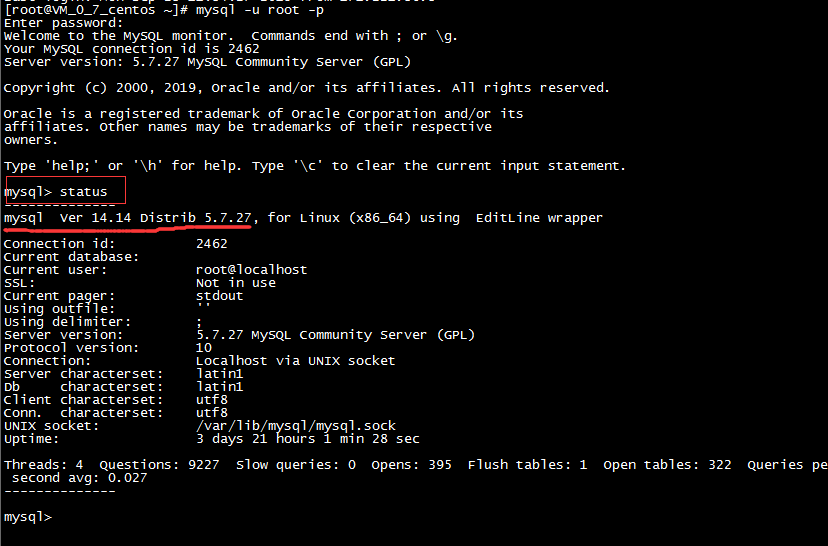 [root@VM_0_7_centos ~]# mysql -u root -p
Enter password:
Welcome to the MySQL monitor.  Commands end with ; or \g.
Your MySQL connection id is 2462
Server version: 5.7.27 MySQL Community Server (GPL)
Copyright (c) 2000, 2019, Oracle and/or its affiliates. All rights reserved.
Oracle is a registered trademark of Oracle Corporation and/or its
affiliates. Other names may be trademarks of their respective
owners.
Type 'help;' or '\h' for help. Type '\c' to clear the current input statement.
mysql> status
--------------
mysql  Ver 14.14 Distrib 5.7.27, for Linux (x86_64) using  EditLine wrapper
Connection id:          2462
Current database:
Current user:           root@localhost
SSL:                    Not in use
Current pager:          stdout
Using outfile:          ''
Using delimiter:        ;
Server version:         5.7.27 MySQL Community Server (GPL)
Protocol version:       10
Connection:             Localhost via UNIX socket
Server characterset:    latin1
Db     characterset:    latin1
Client characterset:    utf8
Conn.  characterset:    utf8
UNIX socket:            /var/lib/mysql/mysql.sock
Uptime:                 3 days 21 hours 1 min 28 sec
Threads: 4  Questions: 9227  Slow queries: 0  Opens: 395  Flush tables: 1  Open tables: 322  Queries pe
second avg: 0.027
--------------
mysql>